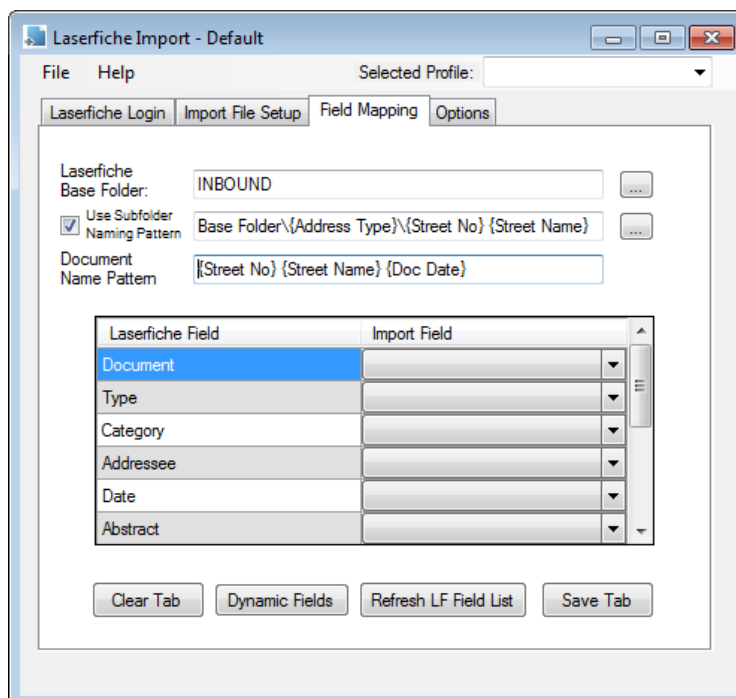 Laserfiche Import - Default
File Help Selected Profile:
Laserfiche Login Import File Setup Field Mapping Options
Laserfiche
Base Folder: INBOUND ...
Use Subfolder
Naming Pattern Base Folder\{Address Type}\{Street No} {Street Name} ...
Document
Name Pattern {Street No} {Street Name} {Doc Date}
Laserfiche Field Import Field
Document
Type
Category
Addressee
Date
Abstract
Clear Tab Dynamic Fields Refresh LF Field List Save Tab